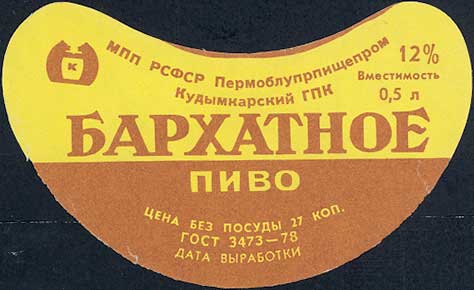 К
МПП РСФСР Пермоблупрпищепром
Кудымкарский ГПК
12%
Вместимость
0,5 л
БАРХАТНОЕ
ПИВО
ЦЕНА БЕЗ ПОСУДЫ 27 КОП.
ГОСТ 3473—78
ДАТА ВЫРАБОТКИ